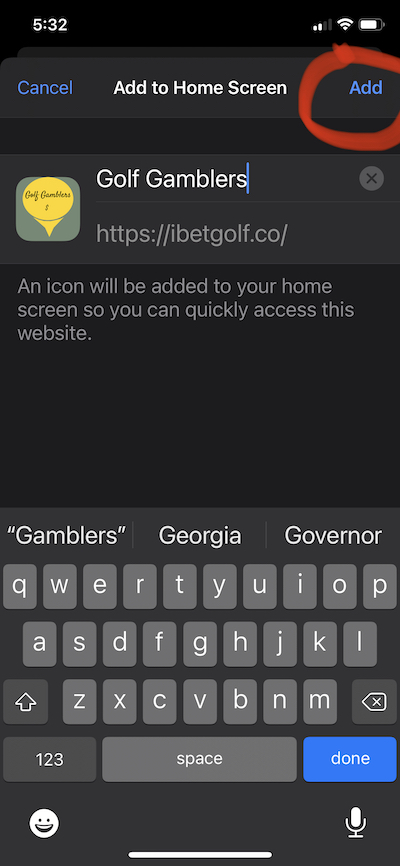 5:32
Cancel
Add to Home Screen
Add
Golf Gamblers
Golf Gamblers
$
https://ibetgolf.co/
An icon will be added to your home
screen so you can quickly access this
website.
“Gamblers”
Georgia
Governor
q w e r t y u i o p
a s d f g h j k l
z x c v b n m
123
space
done